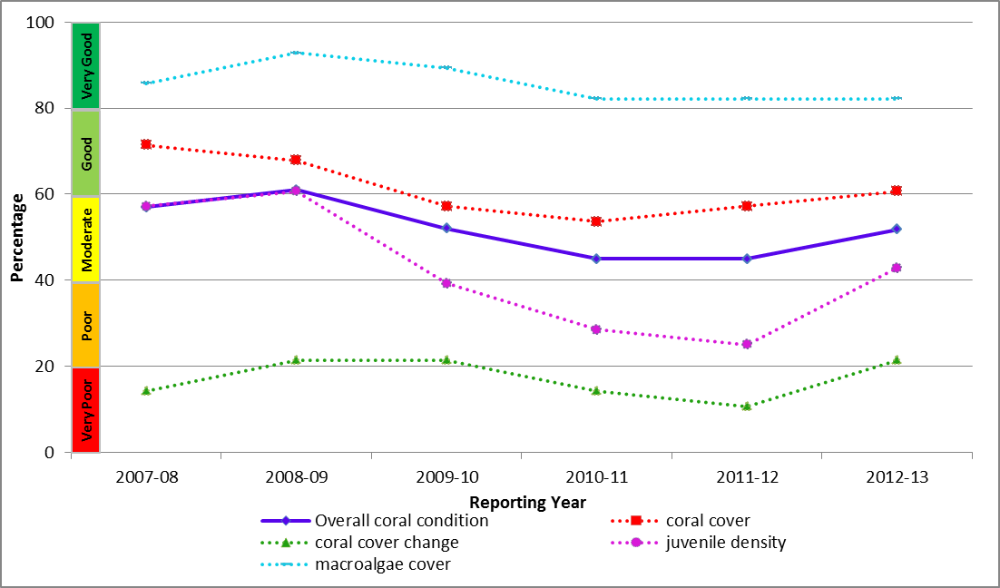 100
80
60
40
20
0
Very Good
Good
Moderate
Poor
Very Poor
Percentage
2007-08 2008-09 2009-10 2010-11 2011-12 2012-13
Reporting Year
Overall coral condition coral cover
coral cover change juvenile density
macroalgae cover